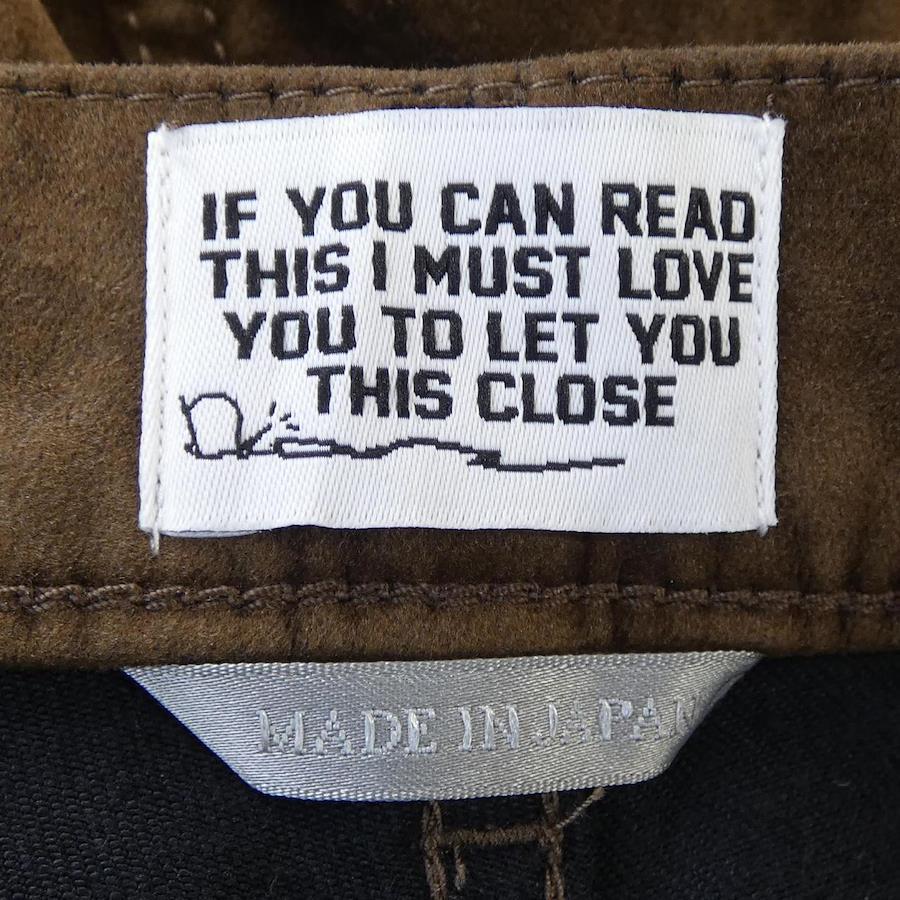 IF YOU CAN READ
THIS I MUST LOVE
YOU TO LET YOU
THIS CLOSE
MADE IN JAPAN